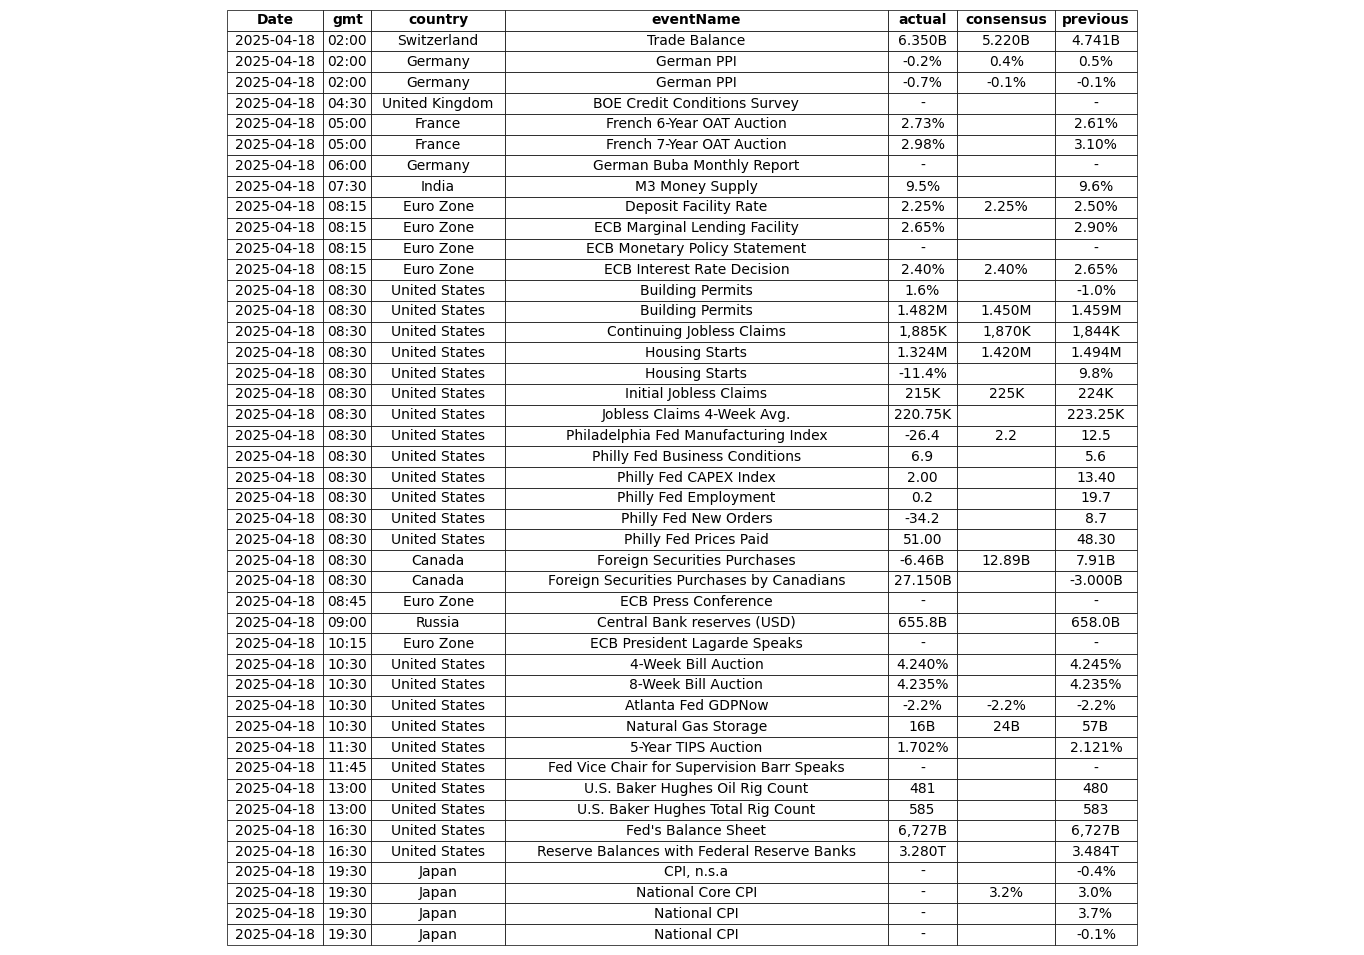 Date gmt country eventName actual consensus previous
2025-04-18 02:00 Switzerland Trade Balance 6.350B 5.220B 4.741B
2025-04-18 02:00 Germany German PPI -0.2% 0.4% 0.5%
2025-04-18 02:00 Germany German PPI -0.7% -0.1% -0.1%
2025-04-18 04:30 United Kingdom BOE Credit Conditions Survey - -
2025-04-18 05:00 France French 6-Year OAT Auction 2.73% 2.61%
2025-04-18 05:00 France French 7-Year OAT Auction 2.98% 3.10%
2025-04-18 06:00 Germany German Buba Monthly Report - -
2025-04-18 07:30 India M3 Money Supply 9.5% 9.6%
2025-04-18 08:15 Euro Zone Deposit Facility Rate 2.25% 2.25% 2.50%
2025-04-18 08:15 Euro Zone ECB Marginal Lending Facility 2.65% 2.90%
2025-04-18 08:15 Euro Zone ECB Monetary Policy Statement - -
2025-04-18 08:15 Euro Zone ECB Interest Rate Decision 2.40% 2.40% 2.65%
2025-04-18 08:30 United States Building Permits 1.6% -1.0%
2025-04-18 08:30 United States Building Permits 1.482M 1.450M 1.459M
2025-04-18 08:30 United States Continuing Jobless Claims 1,885K 1,870K 1,844K
2025-04-18 08:30 United States Housing Starts 1.324M 1.420M 1.494M
2025-04-18 08:30 United States Housing Starts -11.4% 9.8%
2025-04-18 08:30 United States Initial Jobless Claims 215K 225K 224K
2025-04-18 08:30 United States Jobless Claims 4-Week Avg. 220.75K 223.25K
2025-04-18 08:30 United States Philadelphia Fed Manufacturing Index -26.4 2.2 12.5
2025-04-18 08:30 United States Philly Fed Business Conditions 6.9 5.6
2025-04-18 08:30 United States Philly Fed CAPEX Index 2.00 13.40
2025-04-18 08:30 United States Philly Fed Employment 0.2 19.7
2025-04-18 08:30 United States Philly Fed New Orders -34.2 8.7
2025-04-18 08:30 United States Philly Fed Prices Paid 51.00 48.30
2025-04-18 08:30 Canada Foreign Securities Purchases -6.46B 12.89B 7.91B
2025-04-18 08:30 Canada Foreign Securities Purchases by Canadians 27.150B -3.000B
2025-04-18 08:45 Euro Zone ECB Press Conference - -
2025-04-18 09:00 Russia Central Bank reserves (USD) 655.8B 658.0B
2025-04-18 10:15 Euro Zone ECB President Lagarde Speaks - -
2025-04-18 10:30 United States 4-Week Bill Auction 4.240% 4.245%
2025-04-18 10:30 United States 8-Week Bill Auction 4.235% 4.235%
2025-04-18 10:30 United States Atlanta Fed GDPNow -2.2% -2.2% -2.2%
2025-04-18 10:30 United States Natural Gas Storage 16B 24B 57B
2025-04-18 11:30 United States 5-Year TIPS Auction 1.702% 2.121%
2025-04-18 11:45 United States Fed Vice Chair for Supervision Barr Speaks - -
2025-04-18 13:00 United States U.S. Baker Hughes Oil Rig Count 481 480
2025-04-18 13:00 United States U.S. Baker Hughes Total Rig Count 585 583
2025-04-18 16:30 United States Fed's Balance Sheet 6,727B 6,727B
2025-04-18 16:30 United States Reserve Balances with Federal Reserve Banks 3.280T 3.484T
2025-04-18 19:30 Japan CPI, n.s.a - -0.4%
2025-04-18 19:30 Japan National Core CPI - 3.2% 3.0%
2025-04-18 19:30 Japan National CPI - 3.7%
2025-04-18 19:30 Japan National CPI - -0.1%